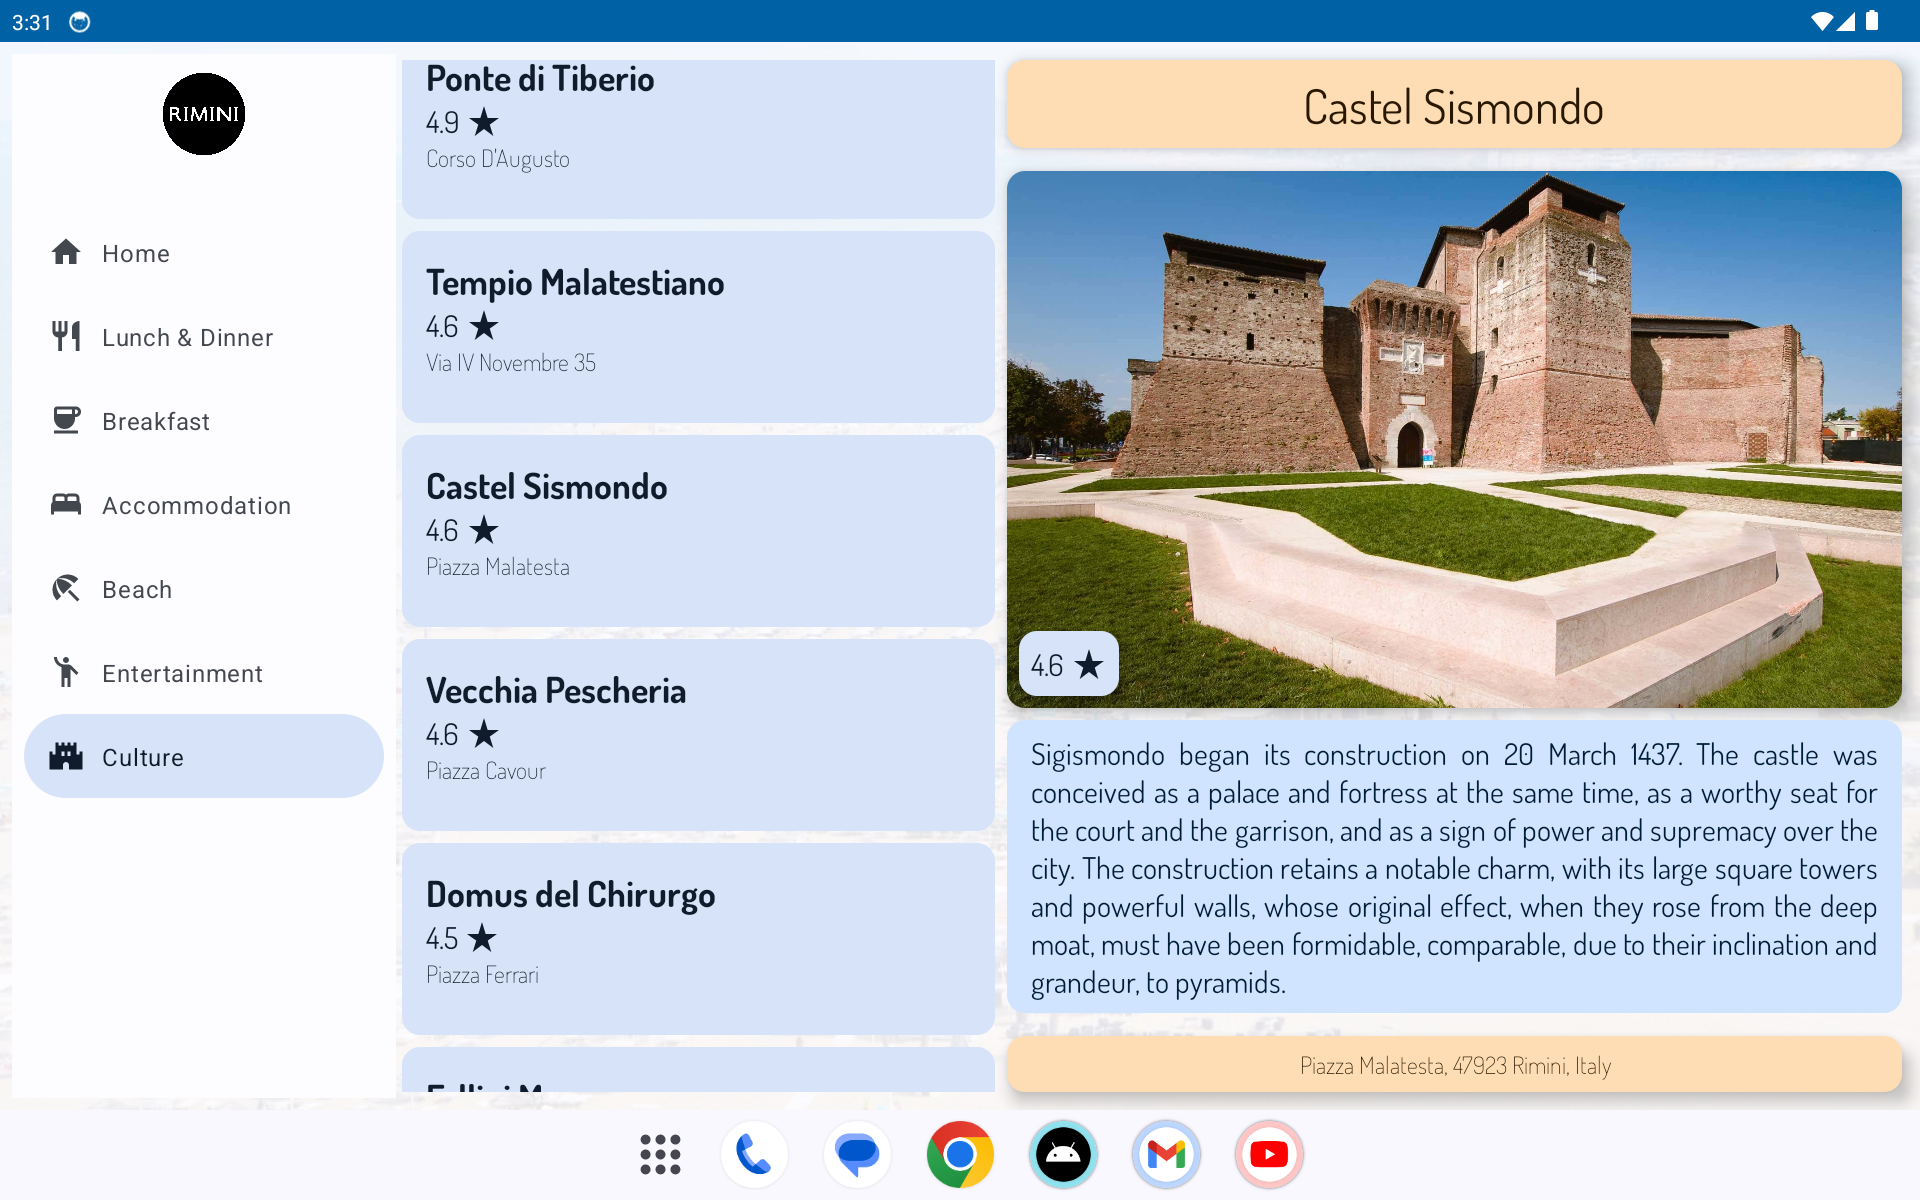 3:31
RIMINI
Home
Lunch & Dinner
Breakfast
Accommodation
Beach
Entertainment
Culture
Ponte di Tiberio
4.9 ★
Corso D'Augusto
Tempio Malatestiano
4.6 ★
Via IV Novembre 35
Castel Sismondo
4.6 ★
Piazza Malatesta
Vecchia Pescheria
4.6 ★
Piazza Cavour
Domus del Chirurgo
4.5 ★
Piazza Ferrari
Castel Sismondo
4.6 ★
Sigismondo began its construction on 20 March 1437. The castle was
conceived as a palace and fortress at the same time, as a worthy seat for
the court and the garrison, and as a sign of power and supremacy over the
city. The construction retains a notable charm, with its large square towers
and powerful walls, whose original effect, when they rose from the deep
moat, must have been formidable, comparable, due to their inclination and
grandeur, to pyramids.
Piazza Malatesta, 47923 Rimini, Italy